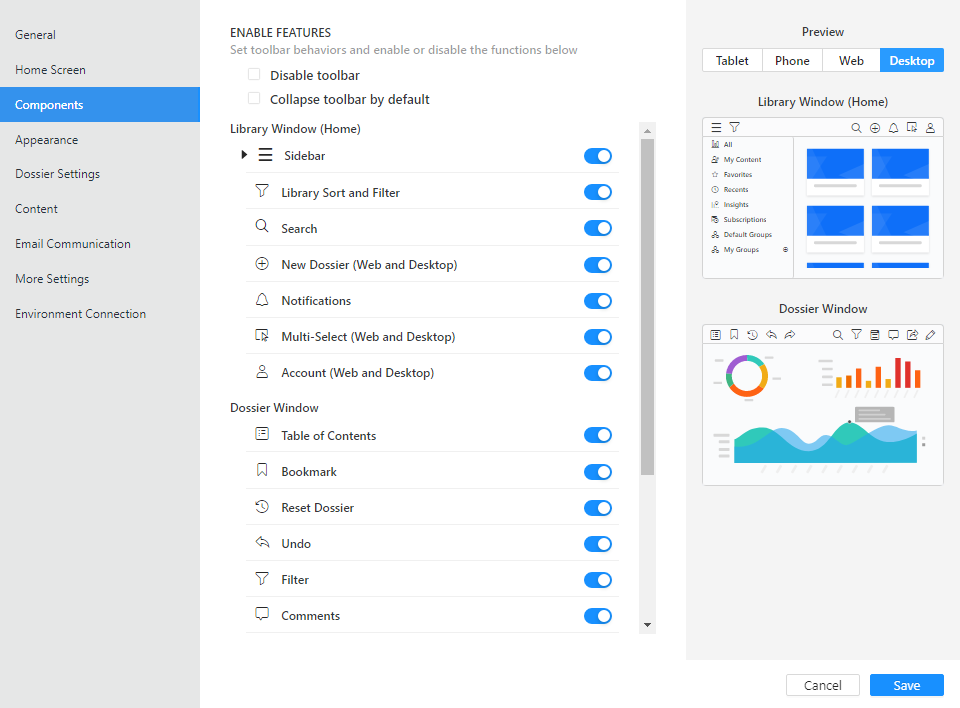 General
Home Screen
Components
Appearance
Dossier Settings
Content
Email Communication
More Settings
Environment Connection
ENABLE FEATURES
Set toolbar behaviors and enable or disable the functions below
Disable toolbar
Collapse toolbar by default
Library Window (Home)
Sidebar
Library Sort and Filter
Search
New Dossier (Web and Desktop)
Notifications
Multi-Select (Web and Desktop)
Account (Web and Desktop)
Dossier Window
Table of Contents
Bookmark
Reset Dossier
Undo
Filter
Comments
Preview
Tablet Phone Web Desktop
Library Window (Home)
All
My Content
Favorites
Recents
Insights
Subscriptions
Default Groups
My Groups
Dossier Window
Cancel Save